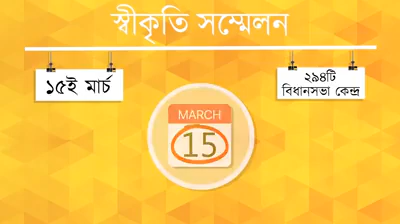 স্বীকৃতি সম্মেলন
১৫ই মার্চ
২৯৪টি
বিধানসভা কেন্দ্র
MARCH
15